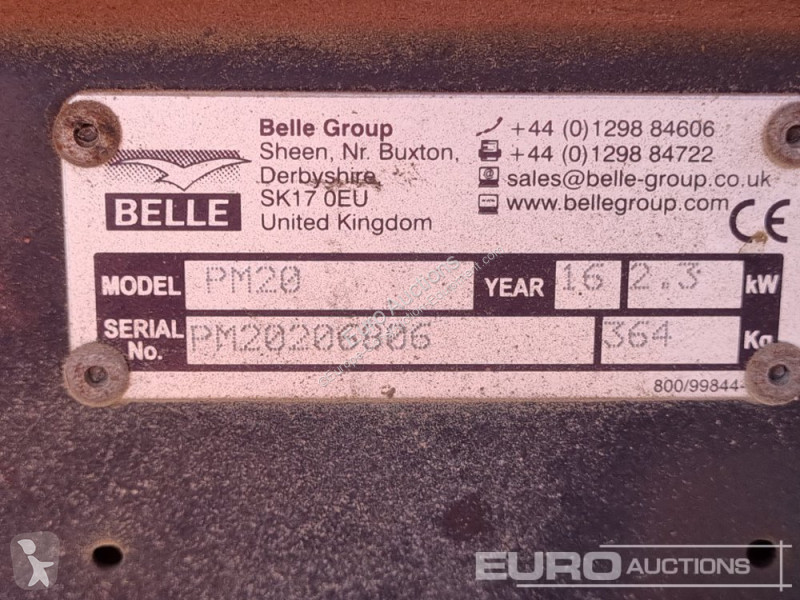 Belle Group
Sheen, Nr. Buxton,
Derbyshire
SK17 0EU
United Kingdom
+44 (0)1298 84606
+44 (0)1298 84722
sales@belle-group.co.uk
www.bellegroup.com
BELLE
CE
MODEL PM20 YEAR 16 2.3 kW
SERIAL No. PM20206806 364 Kg
800/99844-
EURO AUCTIONS